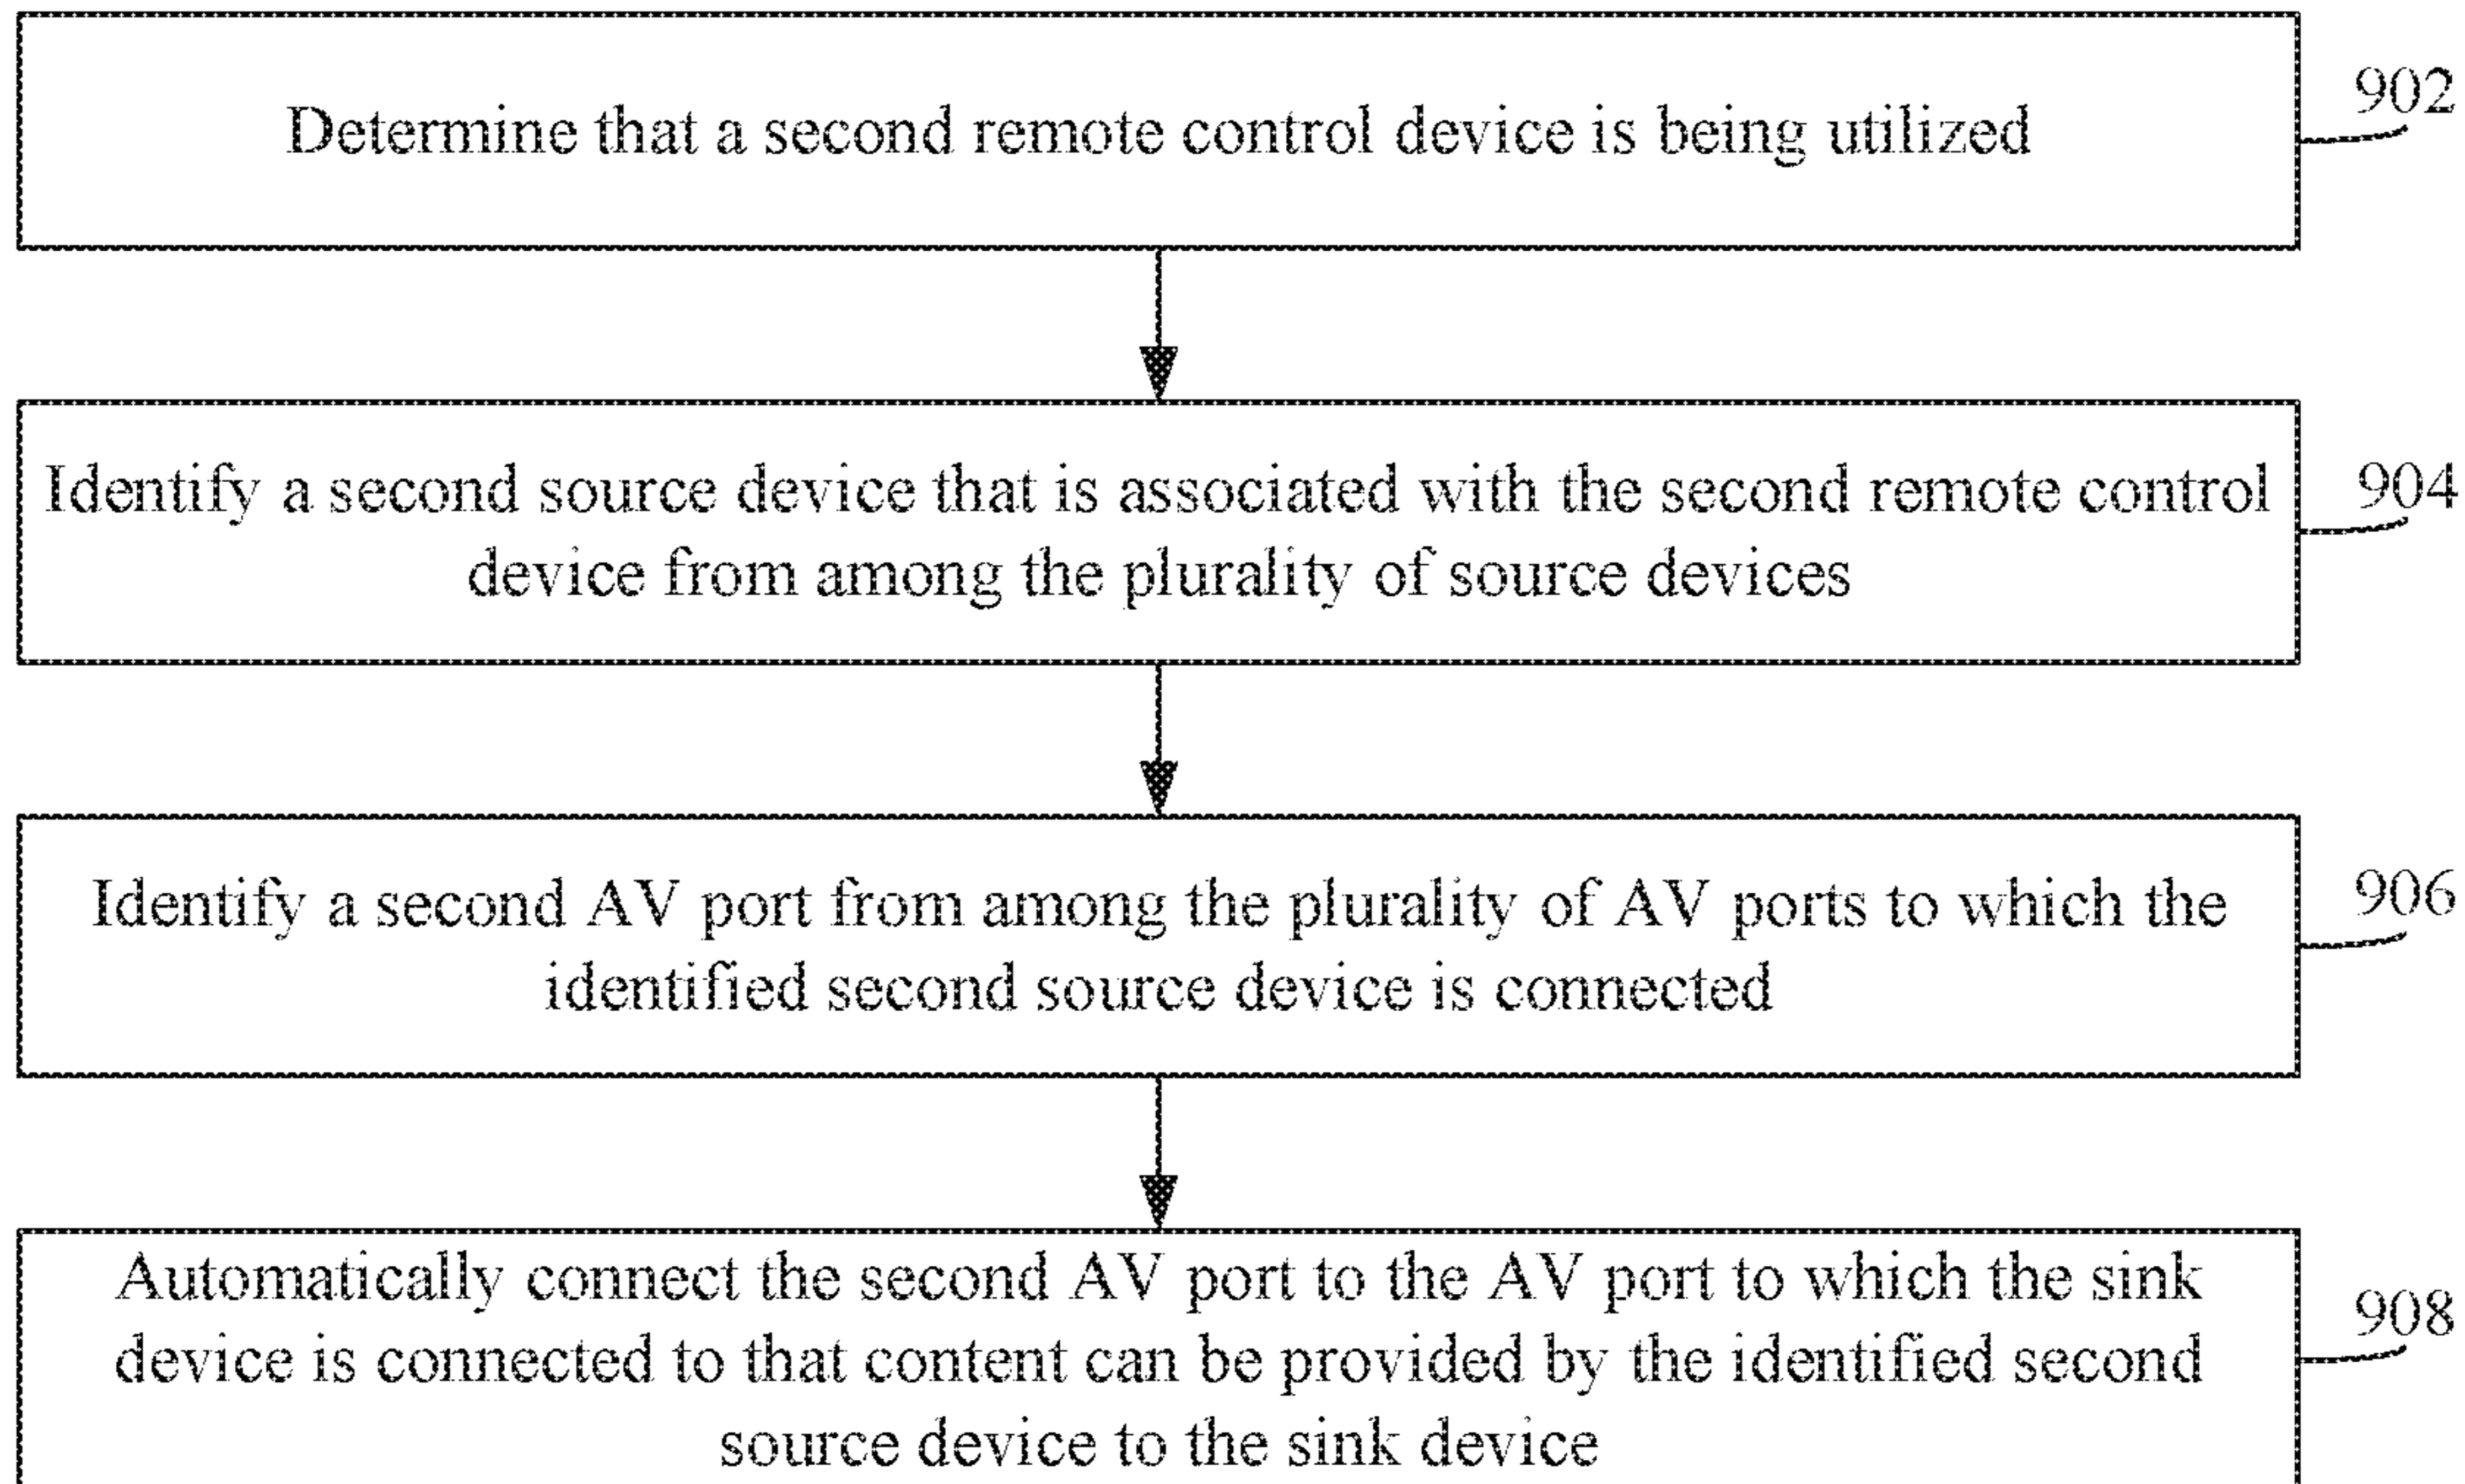 Determine that a second remote control device is being utilized
902
Identify a second source device that is associated with the second remote control
device from among the plurality of source devices
904
Identify a second AV port from among the plurality of AV ports to which the
identified second source device is connected
906
Automatically connect the second AV port to the AV port to which the sink
device is connected to that content can be provided by the identified second
source device to the sink device
908